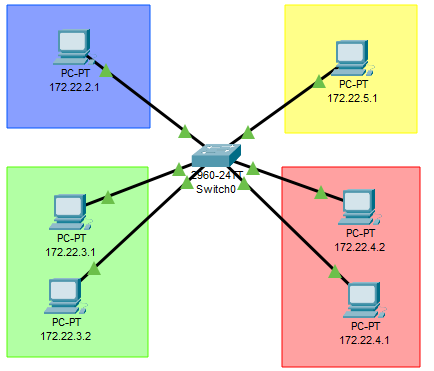 PC-PT
172.22.2.1
PC-PT
172.22.5.1
2960-24TT
Switch0
PC-PT
172.22.3.1
PC-PT
172.22.4.2
PC-PT
172.22.3.2
PC-PT
172.22.4.1